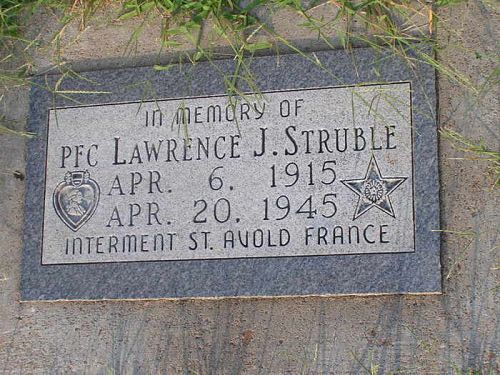 IN MEMORY OF
PFC LAWRENCE J. STRUBLE
APR. 6. 1915
APR. 20. 1945
INTERMENT ST. AVOLD FRANCE